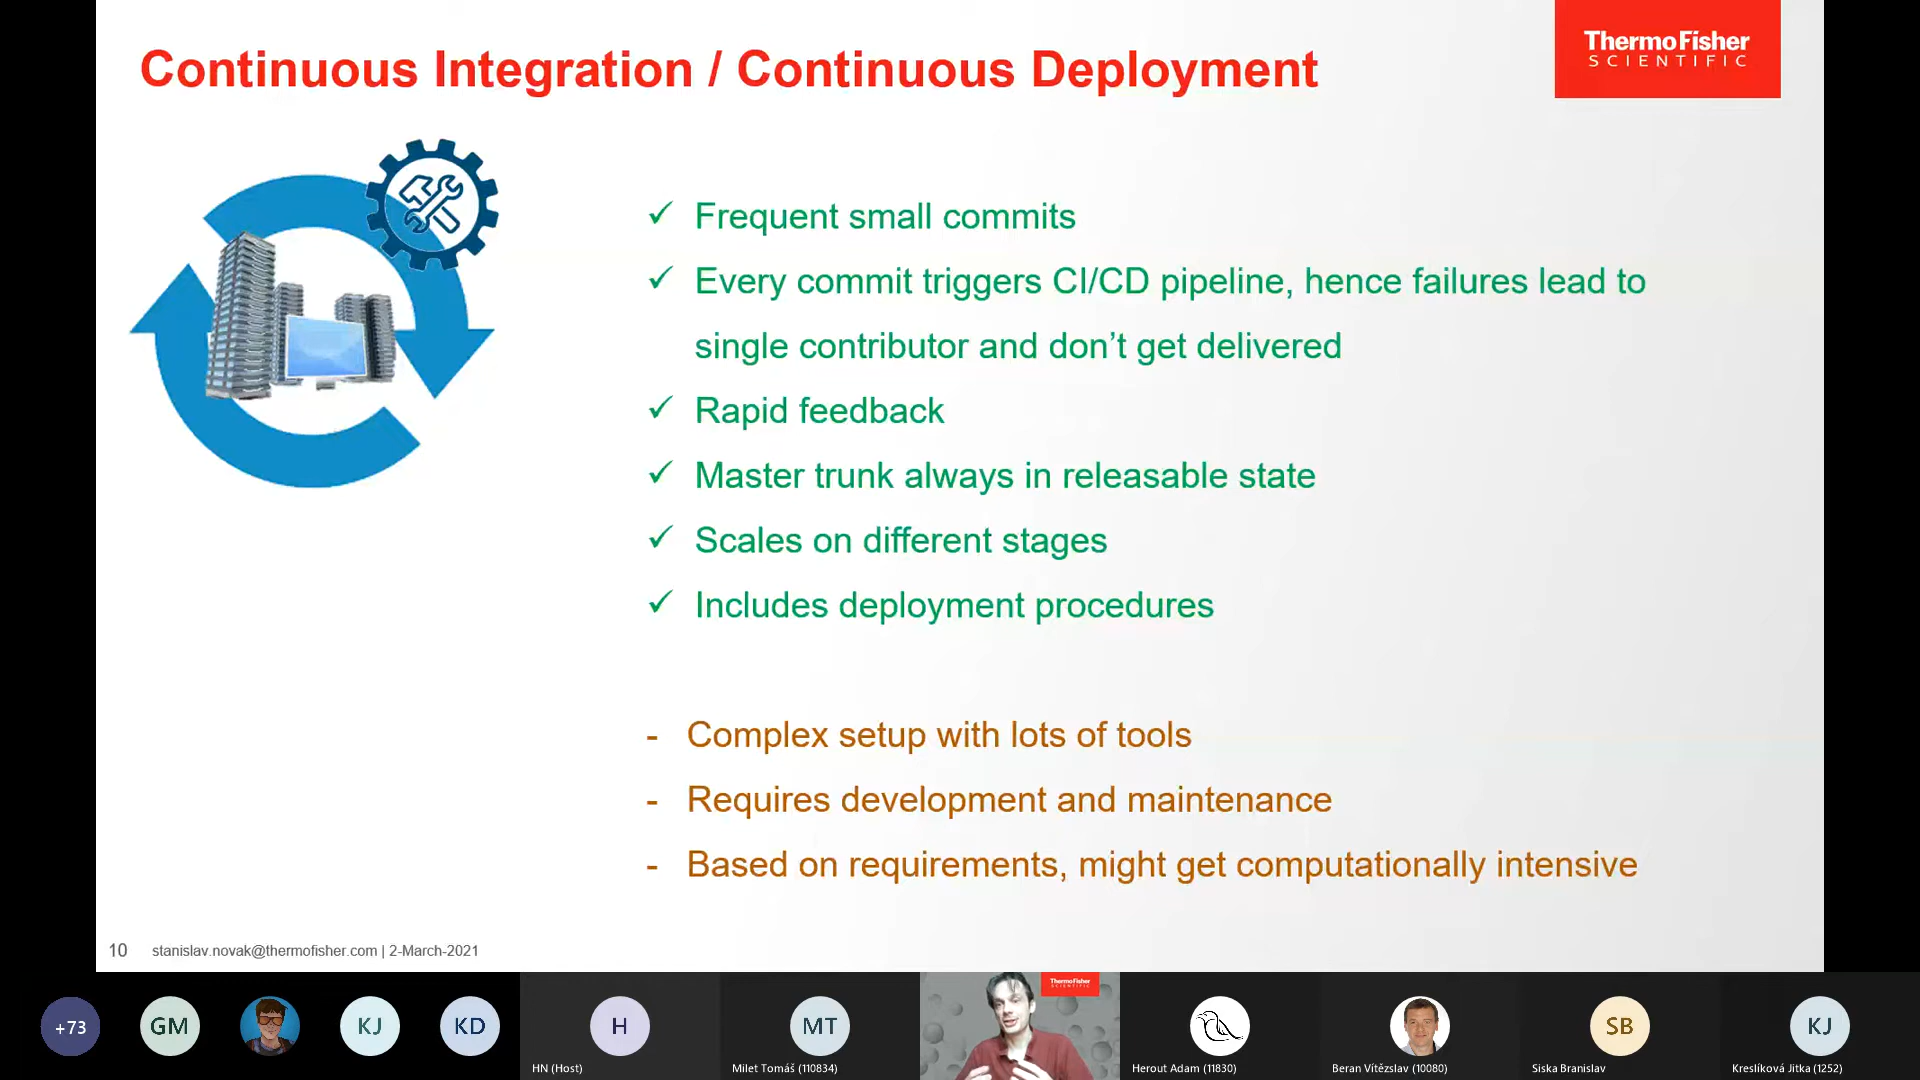 Continuous Integration / Continuous Deployment
ThermoFisher
SCIENTIFIC
✓ Frequent small commits
✓ Every commit triggers CI/CD pipeline, hence failures lead to
single contributor and don’t get delivered
✓ Rapid feedback
✓ Master trunk always in releasable state
✓ Scales on different stages
✓ Includes deployment procedures
- Complex setup with lots of tools
- Requires development and maintenance
- Based on requirements, might get computationally intensive
10 stanislav.novak@thermofisher.com | 2-March-2021
+73
GM
KJ
KD
H
HN (Host)
MT
Milet Tomáš (110834)
ThermoFisher
SCIENTIFIC
Herout Adam (11830)
Beran Vítězslav (10080)
SB
Siska Branislav
KJ
Kreslíková Jitka (1252)